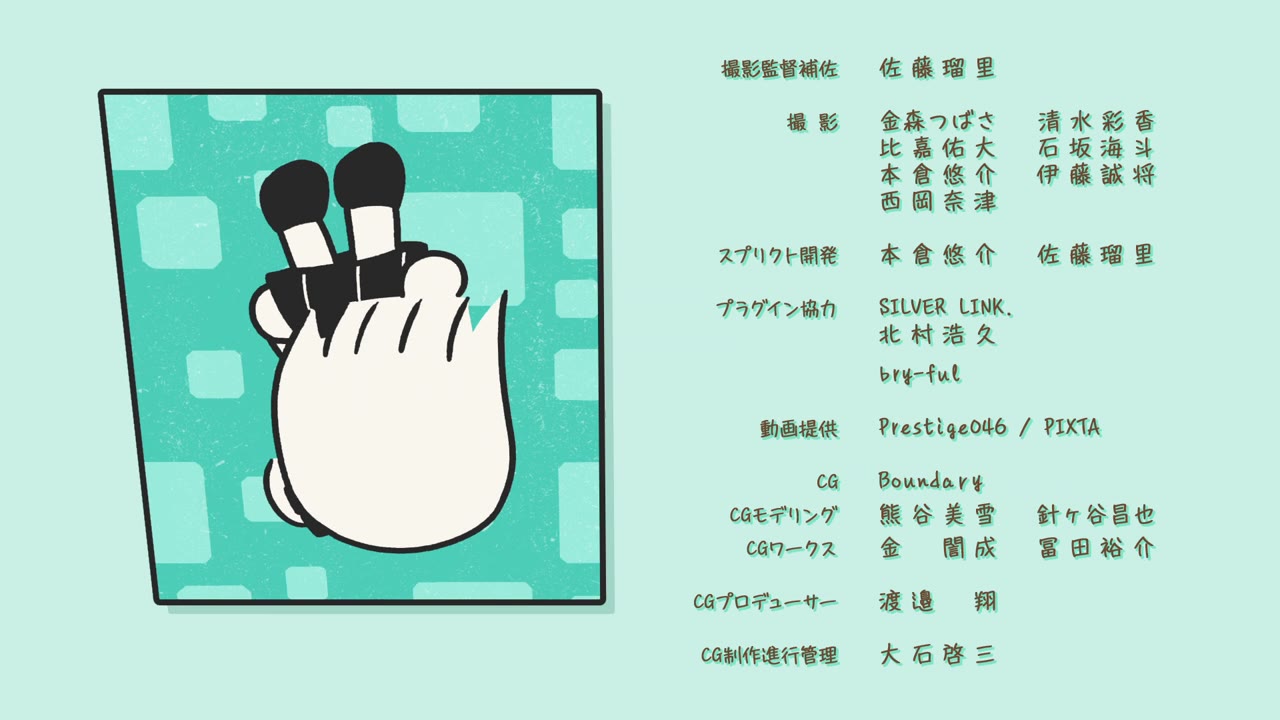 撮影監督補佐 佐藤瑠里
撮影 金森つばさ 清水彩香
比嘉佑大 石坂海斗
本倉悠介 伊藤誠将
西岡奈津
スプリクト開発 本倉悠介 佐藤瑠里
プラグイン協力 SILVER LINK.
北村浩久
bry-ful
動画提供 Prestige046 / PIXTA
CG Boundary
CGモデリング 熊谷美雪 針ヶ谷昌也
CGワークス 金 誾成 冨田裕介
CGプロデューサー 渡邉 翔
CG制作進行管理 大石啓三